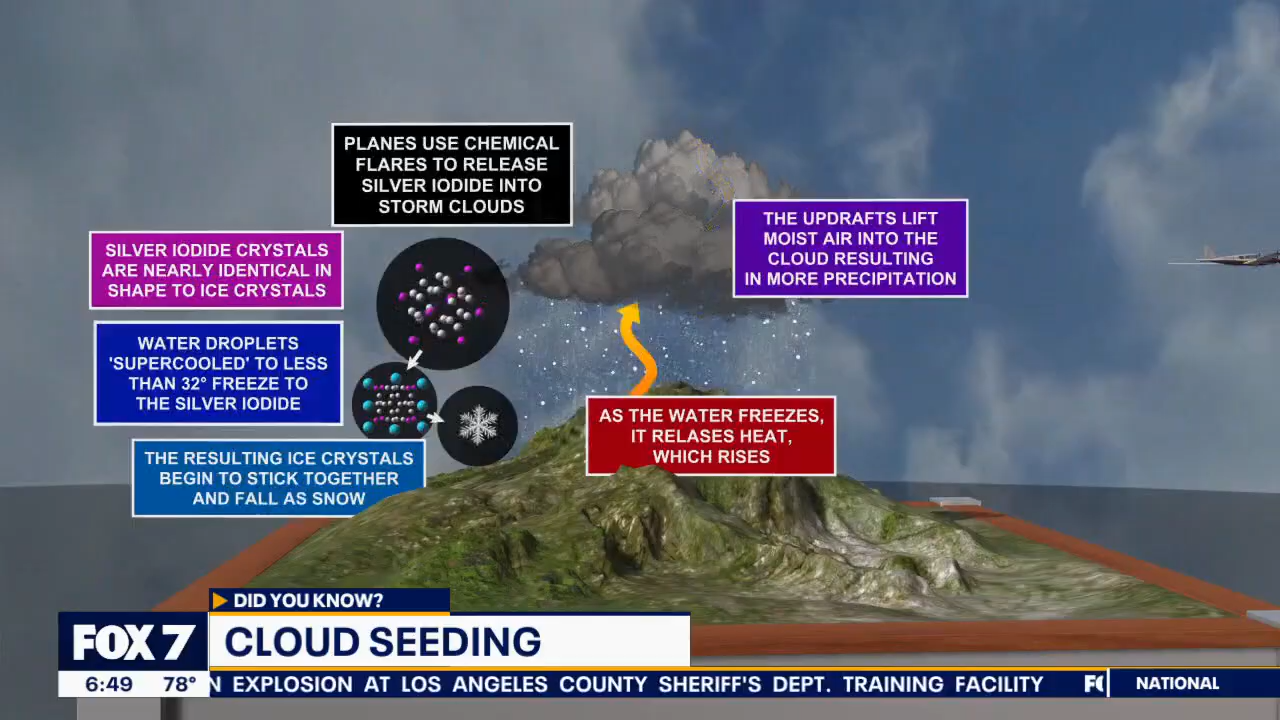 PLANES USE CHEMICAL
FLARES TO RELEASE
SILVER IODIDE INTO
STORM CLOUDS
SILVER IODIDE CRYSTALS
ARE NEARLY IDENTICAL IN
SHAPE TO ICE CRYSTALS
WATER DROPLETS
'SUPERCOOLED' TO LESS
THAN 32° FREEZE TO
THE SILVER IODIDE
THE RESULTING ICE CRYSTALS
BEGIN TO STICK TOGETHER
AND FALL AS SNOW
AS THE WATER FREEZES,
IT RELASES HEAT,
WHICH RISES
THE UPDRAFTS LIFT
MOIST AIR INTO THE
CLOUD RESULTING
IN MORE PRECIPITATION
DID YOU KNOW?
FOX 7
CLOUD SEEDING
6:49 78° N EXPLOSION AT LOS ANGELES COUNTY SHERIFF'S DEPT. TRAINING FACILITY NATIONAL